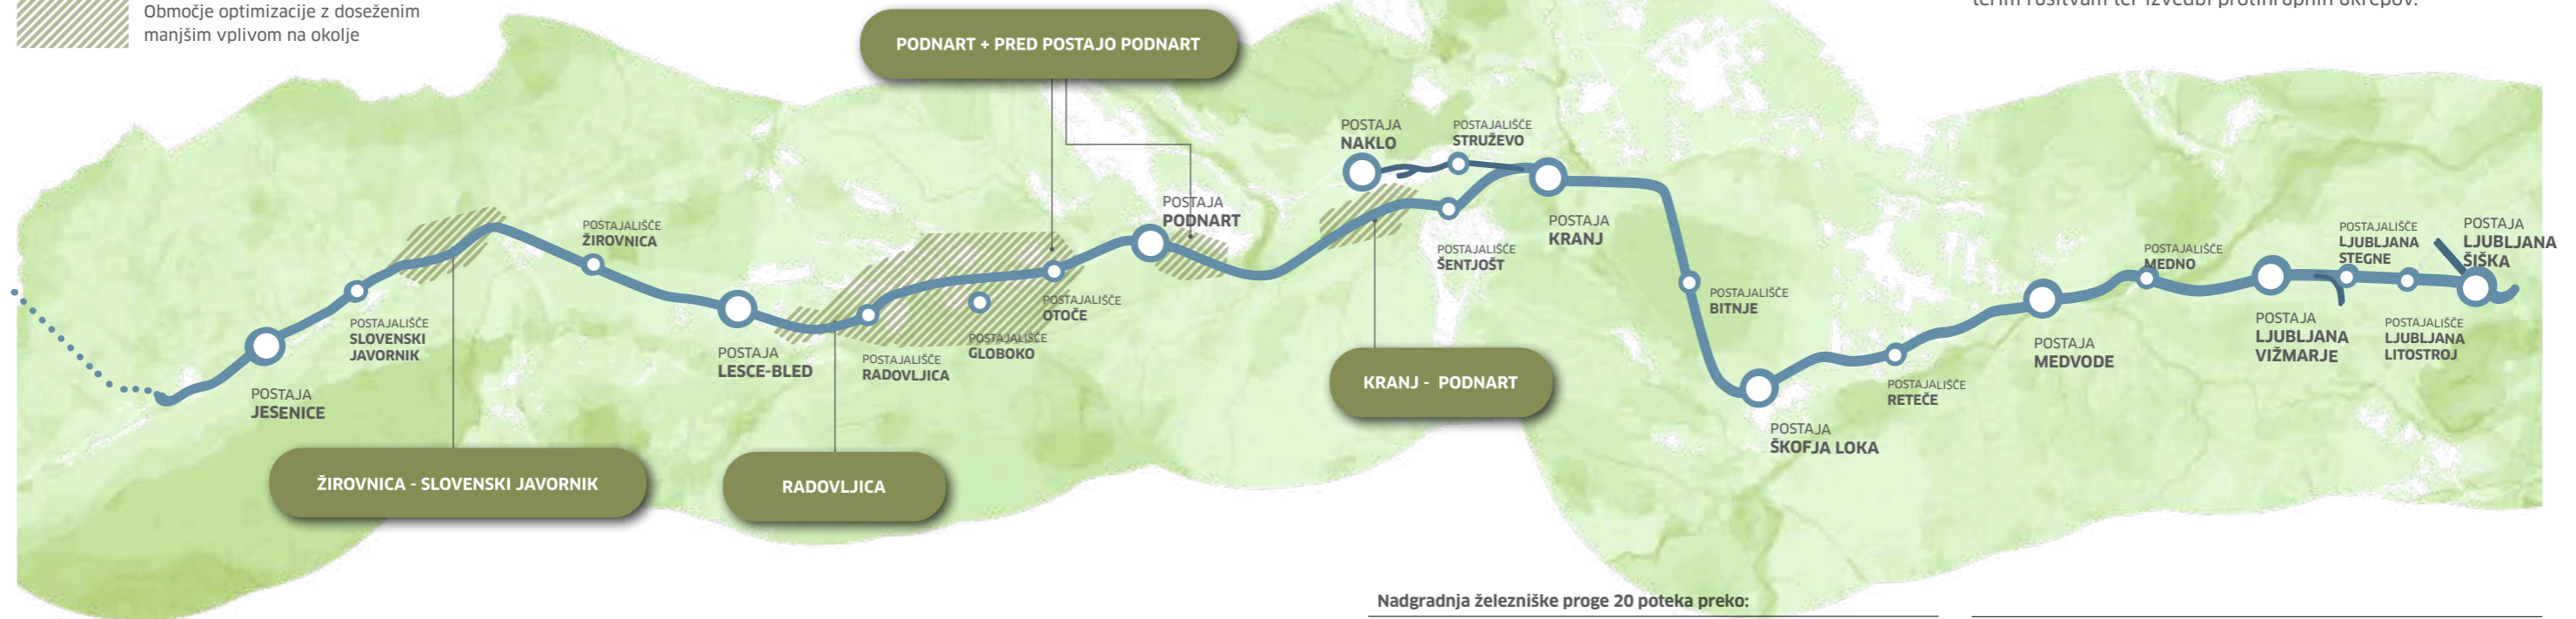 Območje optimizacije z doseženim
manjšim vplivom na okolje
PODNART + PRED POSTAJO PODNART
POSTAJA
NAKLO
POSTAJALIŠČE
STRUŽEVO
POSTAJALIŠČE
ŽIROVNICA
POSTAJA
PODNART
POSTAJALIŠČE
ŠENTJOŠT
POSTAJA
KRANJ
POSTAJALIŠČE
MEDNO
POSTAJALIŠČE
LJUBLJANA
STEGNE
POSTAJA
LJUBLJANA
ŠIŠKA
POSTAJALIŠČE
SLOVENSKI
JAVORNIK
POSTAJA
JESENICE
POSTAJA
LESCE-BLED
POSTAJALIŠČE
RADOVLJICA
POSTAJALIŠČE
GLOBOKO
POSTAJALIŠČE
OTOČE
KRANJ - PODNART
POSTAJALIŠČE
BITNJE
POSTAJA
ŠKOFJA LOKA
POSTAJALIŠČE
RETEČE
POSTAJA
MEDVODE
POSTAJA
LJUBLJANA
VIŽMARJE
POSTAJALIŠČE
LJUBLJANA
LITOSTROJ
ŽIROVNICA - SLOVENSKI JAVORNIK
RADOVLJICA
Nadgradnja železniške proge 20 poteka preko: